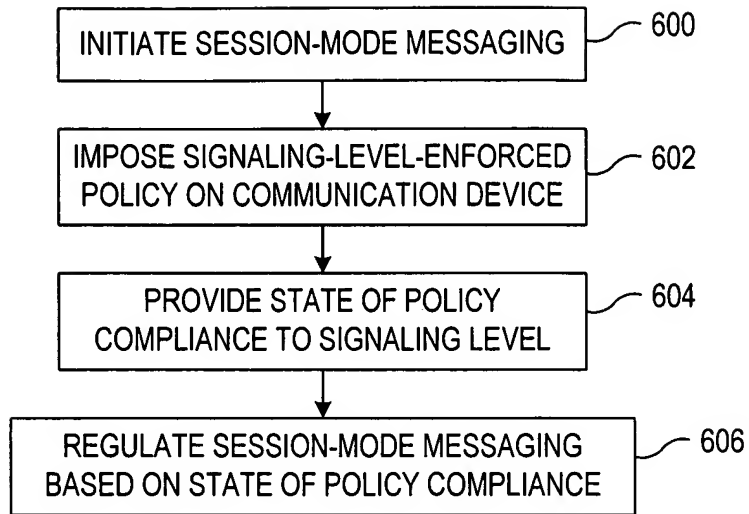 INITIATE SESSION-MODE MESSAGING
600
IMPOSE SIGNALING-LEVEL-ENFORCED
POLICY ON COMMUNICATION DEVICE
602
PROVIDE STATE OF POLICY
COMPLIANCE TO SIGNALING LEVEL
604
REGULATE SESSION-MODE MESSAGING
BASED ON STATE OF POLICY COMPLIANCE
606